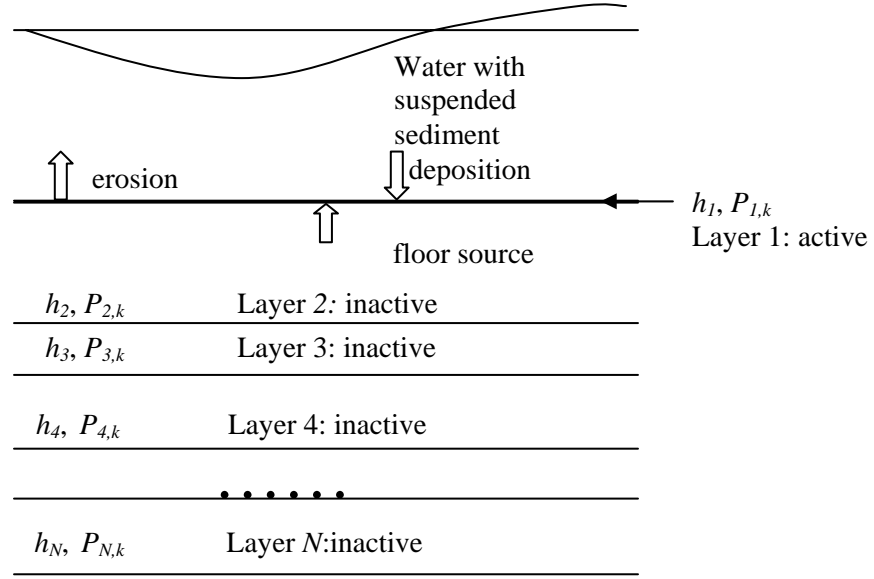 Water with
suspended
sediment
deposition
erosion
h1, P1,k
Layer 1: active
floor source
h2, P2,k Layer 2: inactive
h3, P3,k Layer 3: inactive
h4, P4,k Layer 4: inactive
hN, PN,k Layer N:inactive